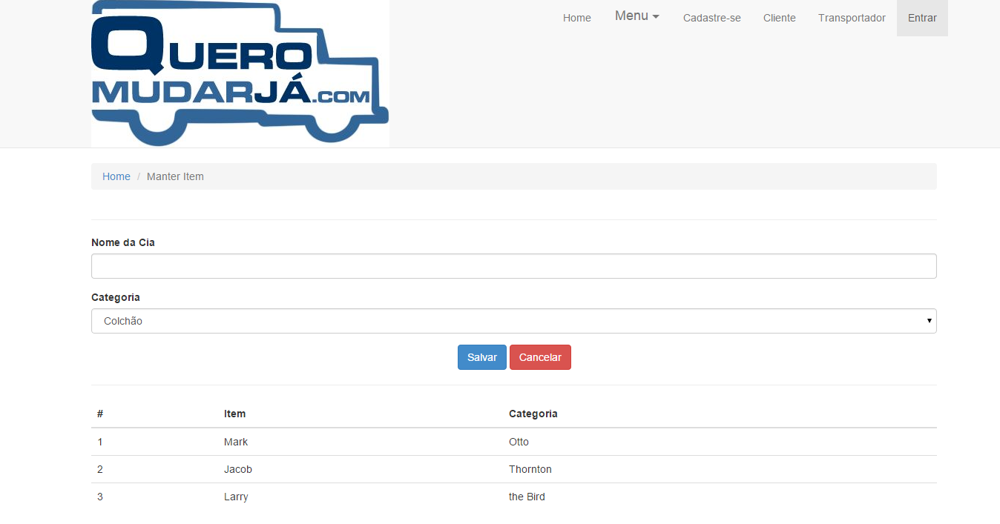 QUERO
MUDARJÁ.COM
Home Menu Cadastre-se Cliente Transportador Entrar
Home / Manter Item
Nome da Cia
Categoria
Colchão
Salvar Cancelar
# Item Categoria
1 Mark Otto
2 Jacob Thornton
3 Larry the Bird